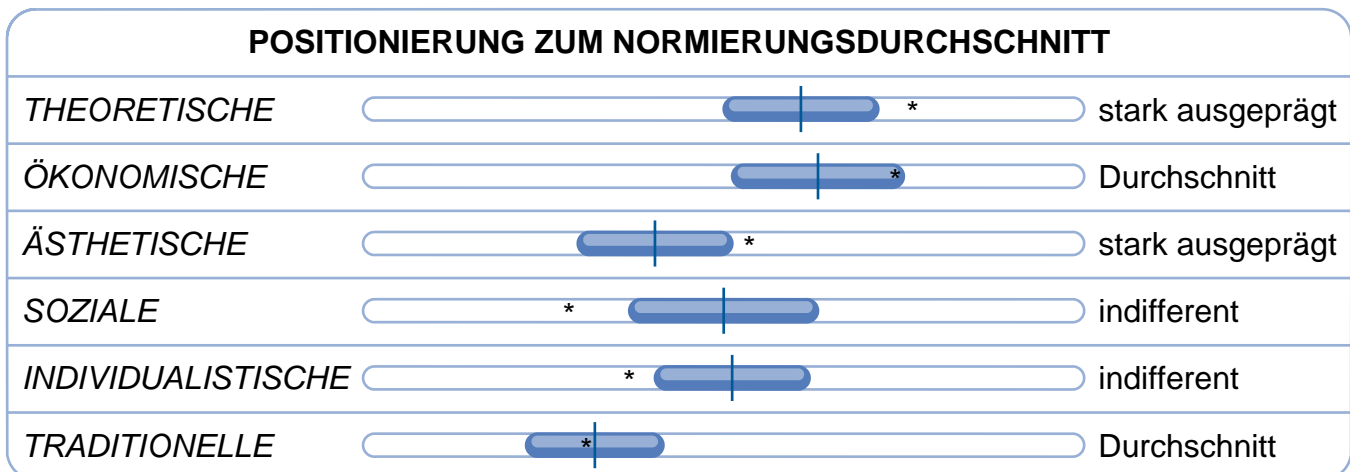 POSITIONIERUNG ZUM NORMIERUNGSDURCHSCHNITT
THEORETISCHE * stark ausgeprägt
ÖKONOMISCHE * Durchschnitt
ÄSTHETISCHE * stark ausgeprägt
SOZIALE * indifferent
INDIVIDUALISTISCHE * indifferent
TRADITIONELLE * Durchschnitt